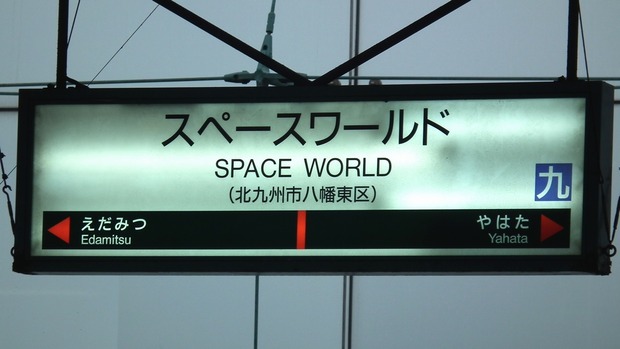 スペースワールド
SPACE WORLD
(北九州市八幡東区)
九
えだみつ
Edamitsu
やはた
Yahata